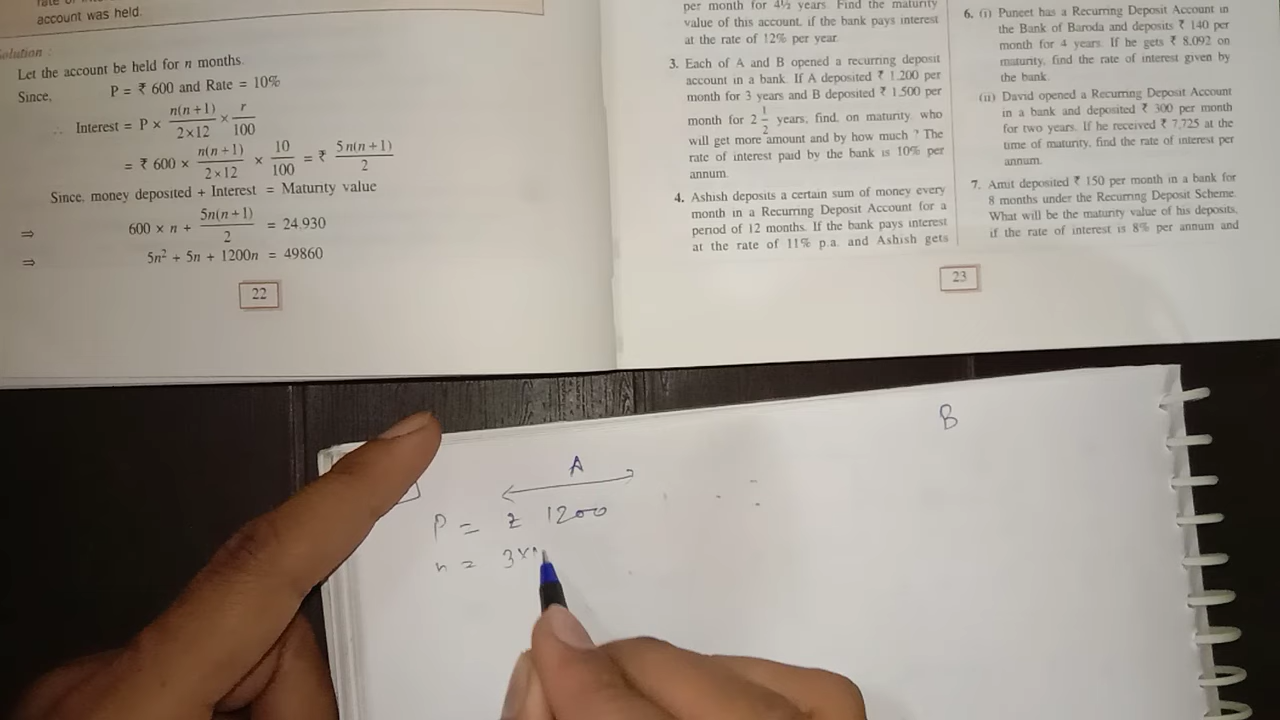 account was held.
Solution :
Let the account be held for n months.
Since, P = ₹ 600 and Rate = 10%
∴ Interest = P × n(n+1)/2×12 × r/100
= ₹ 600 × n(n+1)/2×12 × 10/100 = ₹ 5n(n+1)/2
Since, money deposited + Interest = Maturity value
⇒ 600 × n + 5n(n+1)/2 = 24,930
⇒ 5n² + 5n + 1200n = 49860
22
per month for 4½ years. Find the maturity
value of this account, if the bank pays interest
at the rate of 12% per year.
3. Each of A and B opened a recurring deposit
account in a bank. If A deposited ₹ 1,200 per
month for 3 years and B deposited ₹ 1,500 per
month for 2 1/2 years; find, on maturity, who
will get more amount and by how much ? The
rate of interest paid by the bank is 10% per
annum.
4. Ashish deposits a certain sum of money every
month in a Recurring Deposit Account for a
period of 12 months. If the bank pays interest
at the rate of 11% p.a. and Ashish gets
6. (i) Puneet has a Recurring Deposit Account in
the Bank of Baroda and deposits ₹ 140 per
month for 4 years. If he gets ₹ 8,092 on
maturity, find the rate of interest given by
the bank.
(ii) David opened a Recurring Deposit Account
in a bank and deposited ₹ 300 per month
for two years. If he received ₹ 7,725 at the
time of maturity, find the rate of interest per
annum.
7. Amit deposited ₹ 150 per month in a bank for
8 months under the Recurring Deposit Scheme.
What will be the maturity value of his deposits,
if the rate of interest is 8% per annum and
23
A
B
P = ₹ 1200
n = 3×